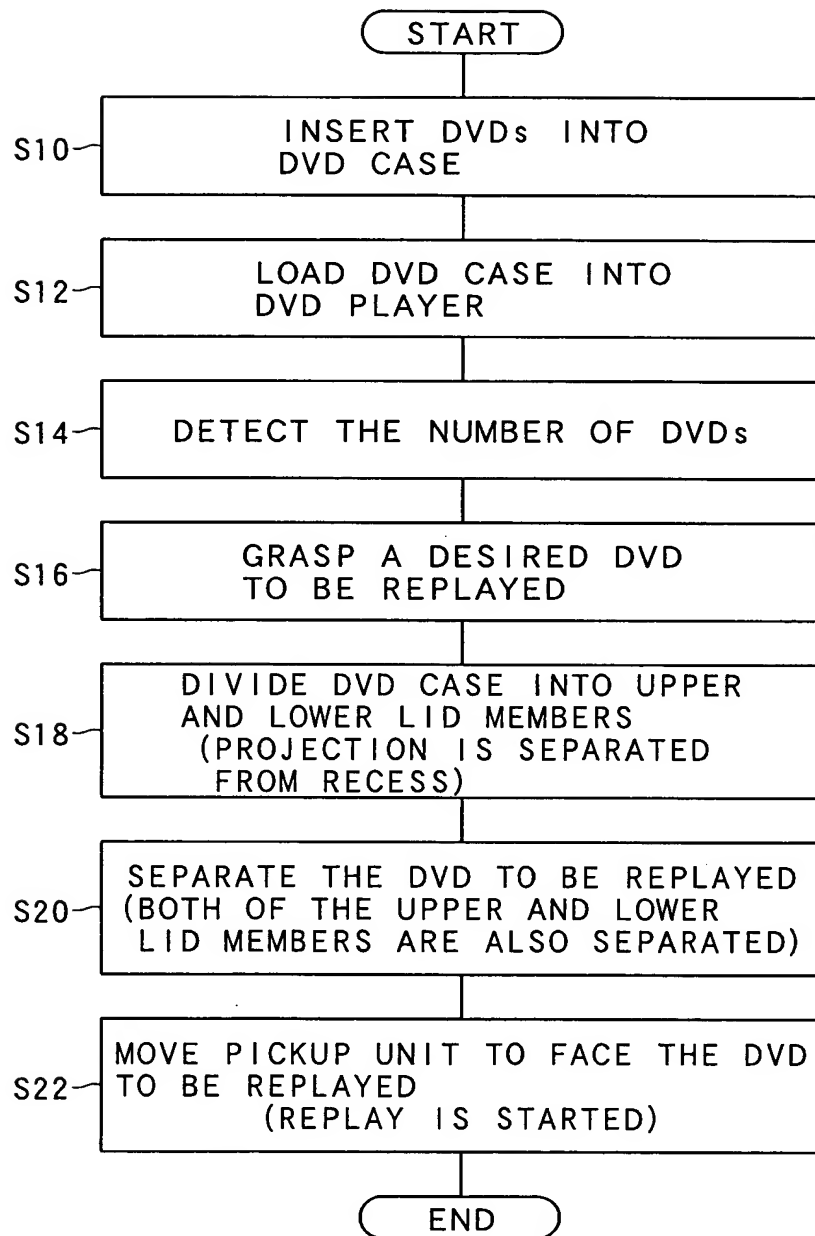 START
S10
INSERT DVDs INTO
DVD CASE
S12
LOAD DVD CASE INTO
DVD PLAYER
S14
DETECT THE NUMBER OF DVDs
S16
GRASP A DESIRED DVD
TO BE REPLAYED
S18
DIVIDE DVD CASE INTO UPPER
AND LOWER LID MEMBERS
(PROJECTION IS SEPARATED
FROM RECESS)
S20
SEPARATE THE DVD TO BE REPLAYED
(BOTH OF THE UPPER AND LOWER
LID MEMBERS ARE ALSO SEPARATED)
S22
MOVE PICKUP UNIT TO FACE THE DVD
TO BE REPLAYED
(REPLAY IS STARTED)
END